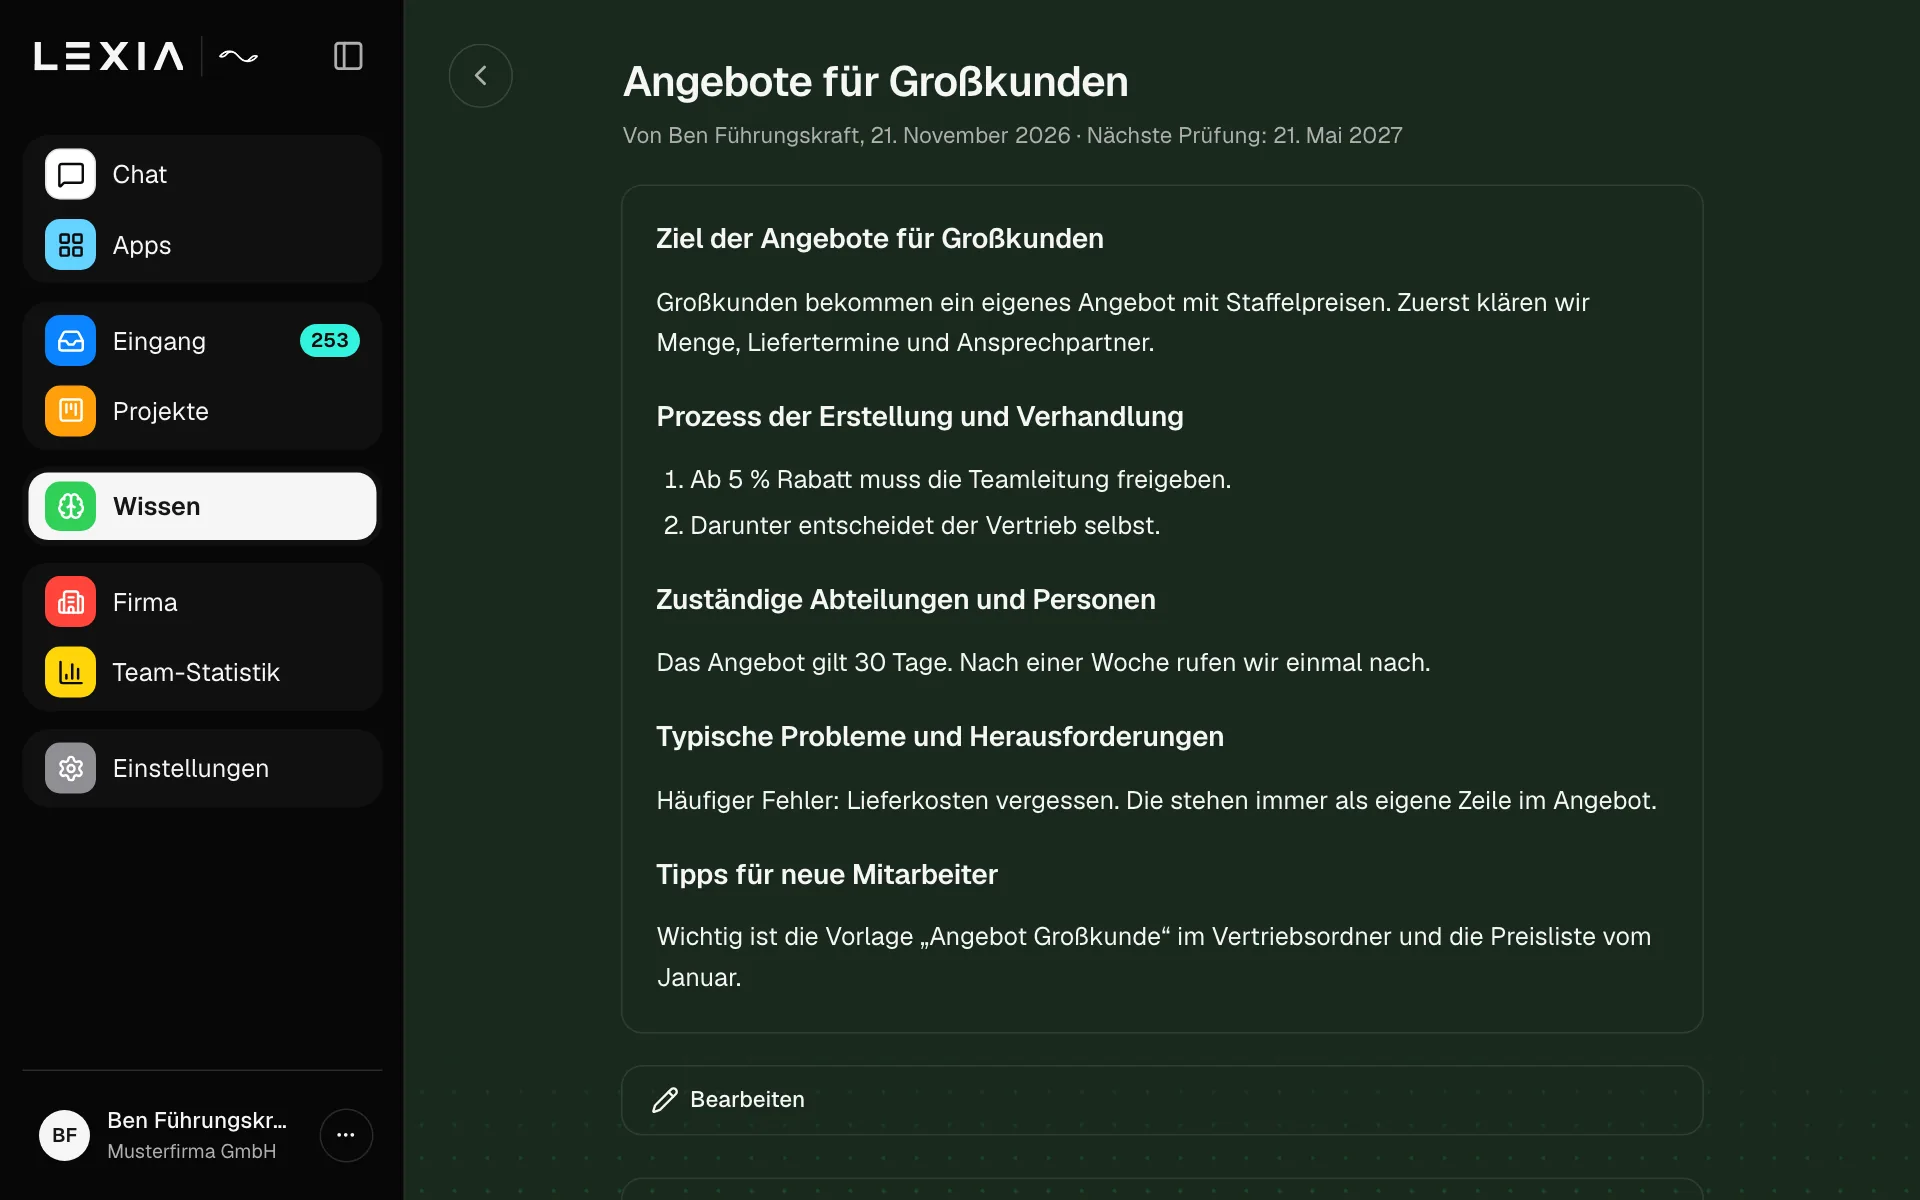 LEXIA
Chat
Apps
Eingang 253
Projekte
Wissen
Firma
Team-Statistik
Einstellungen
BF
Ben Führungskr...
Musterfirma GmbH
Angebote für Großkunden
Von Ben Führungskraft, 21. November 2026 · Nächste Prüfung: 21. Mai 2027
Ziel der Angebote für Großkunden
Großkunden bekommen ein eigenes Angebot mit Staffelpreisen. Zuerst klären wir
Menge, Liefertermine und Ansprechpartner.
Prozess der Erstellung und Verhandlung
1. Ab 5 % Rabatt muss die Teamleitung freigeben.
2. Darunter entscheidet der Vertrieb selbst.
Zuständige Abteilungen und Personen
Das Angebot gilt 30 Tage. Nach einer Woche rufen wir einmal nach.
Typische Probleme und Herausforderungen
Häufiger Fehler: Lieferkosten vergessen. Die stehen immer als eigene Zeile im Angebot.
Tipps für neue Mitarbeiter
Wichtig ist die Vorlage „Angebot Großkunde“ im Vertriebsordner und die Preisliste vom
Januar.
Bearbeiten